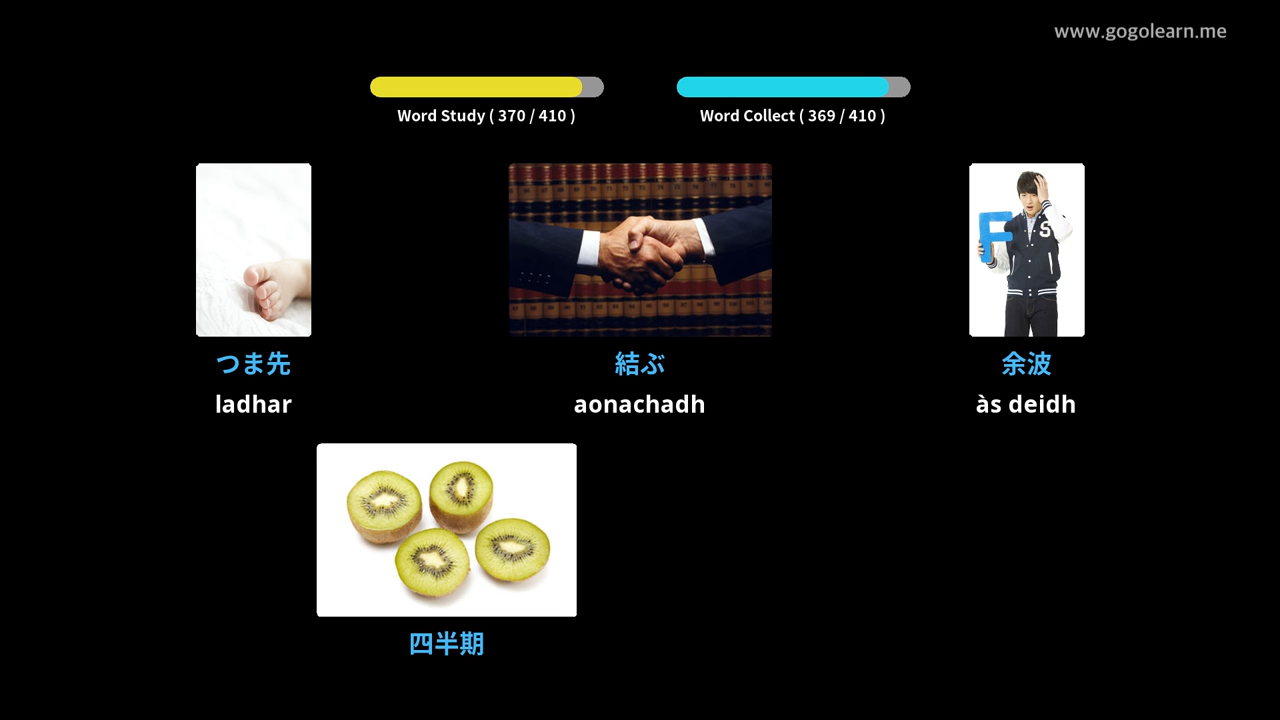 www.gogolearn.me
Word Study ( 370 / 410 )
Word Collect ( 369 / 410 )
F
S
つま先
結ぶ
余波
ladhar
aonachadh
às deidh
四半期